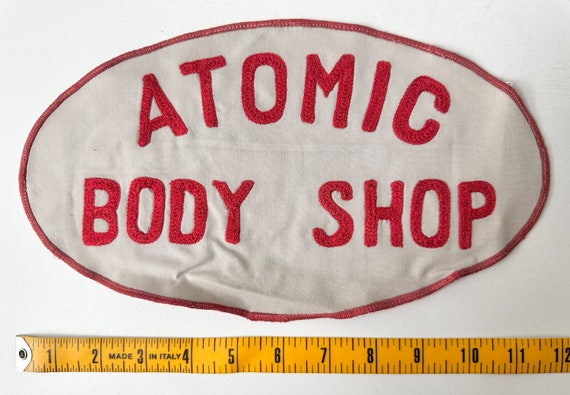 ATOMIC
BODY SHOP
1 2 MADE 3 IN ITALY 4 5 6 7 8 9 10 11 12